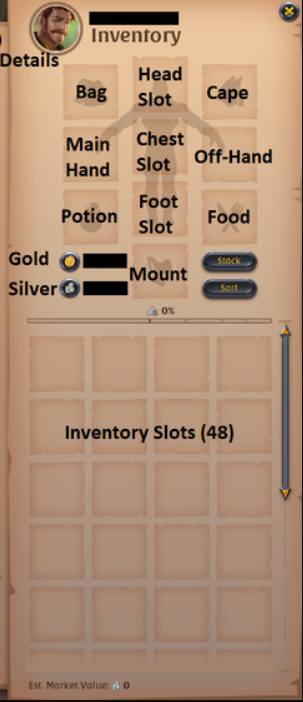 Inventory
Details
Bag
Head
Slot
Cape
Main
Hand
Chest
Slot
Off-Hand
Potion
Foot
Slot
Food
Gold
Silver
Mount
Stack
Sort
0%
Inventory Slots (48)
Est. Market Value: 0